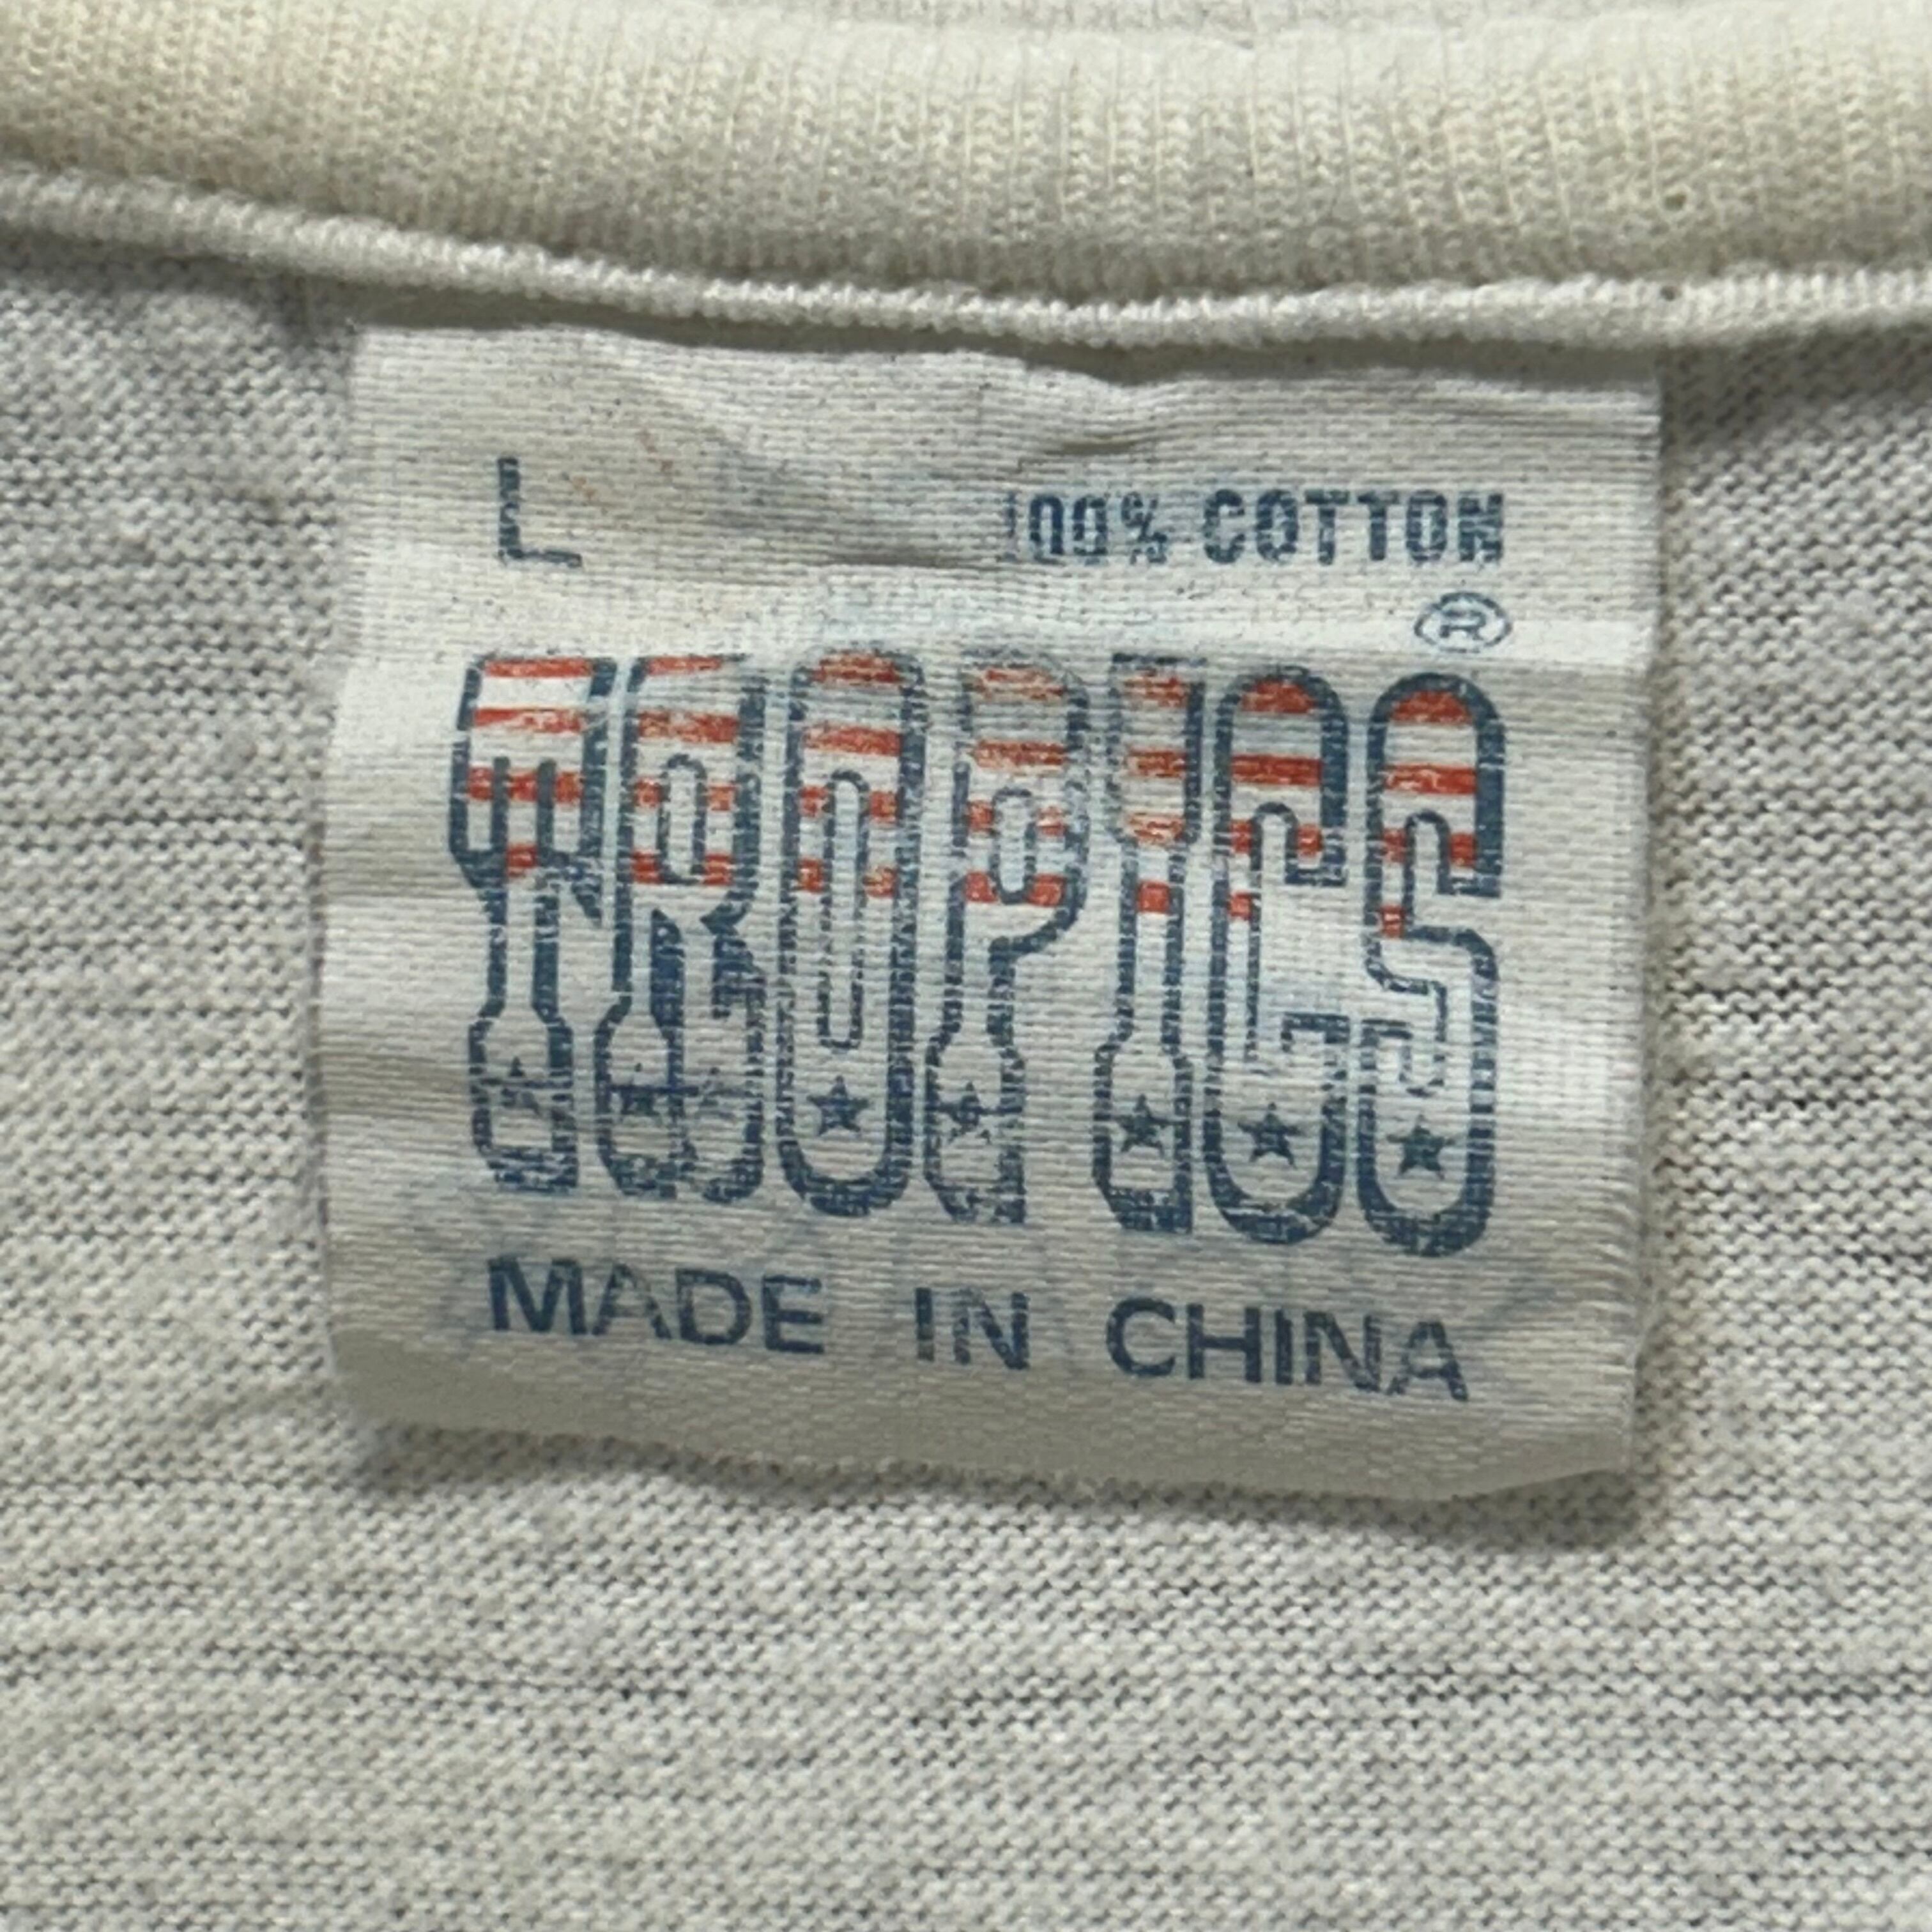 L 100% COTTON
®
TROPICS
MADE IN CHINA